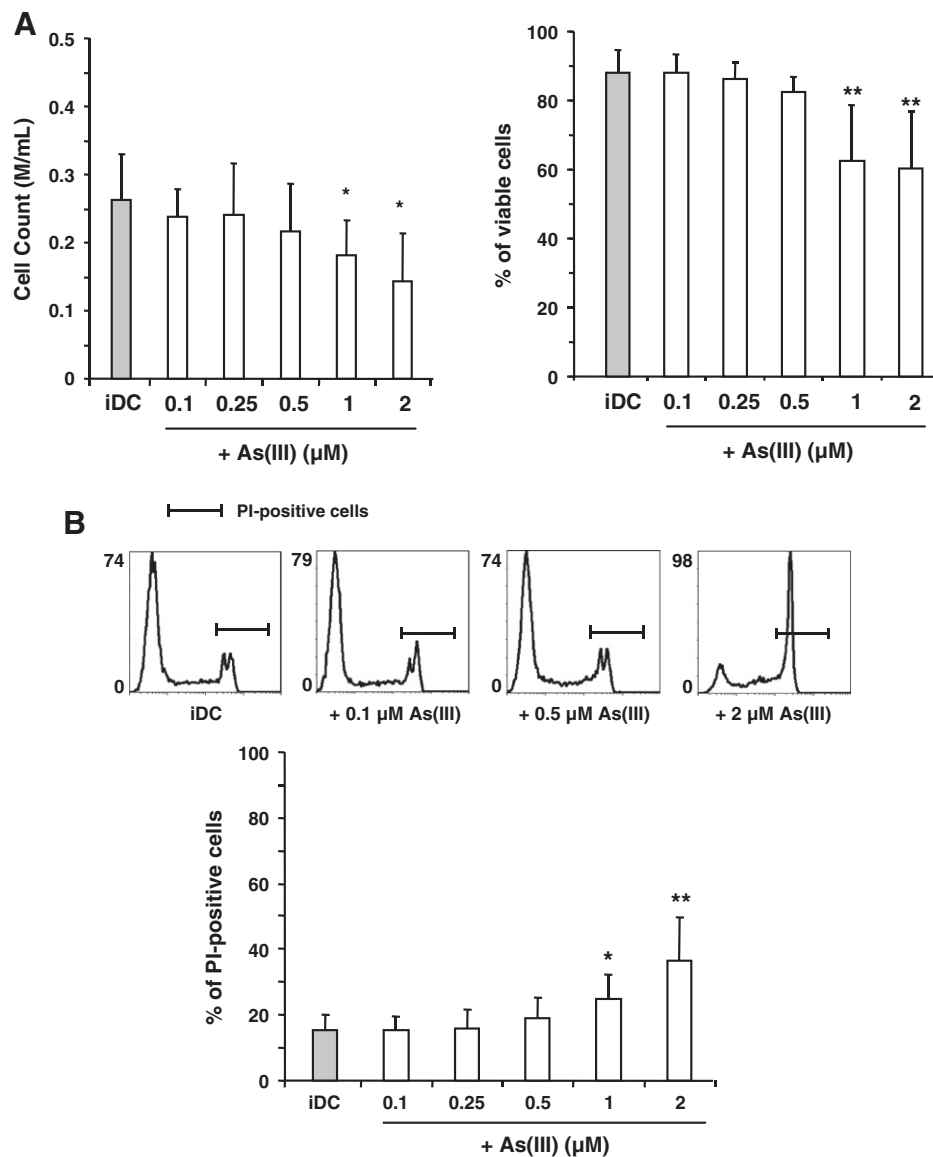 A
Cell Count (M/mL)
0.5
0.4
0.3
0.2
0.1
0
*
*
iDC 0.1 0.25 0.5 1 2
+ As(III) (µM)
% of viable cells
100
80
60
40
20
0
**
**
iDC 0.1 0.25 0.5 1 2
+ As(III) (µM)
B
PI-positive cells
74
0
iDC
79
0
+ 0.1 µM As(III)
74
0
+ 0.5 µM As(III)
98
0
+ 2 µM As(III)
% of PI-positive cells
100
80
60
40
20
0
*
**
iDC 0.1 0.25 0.5 1 2
+ As(III) (µM)